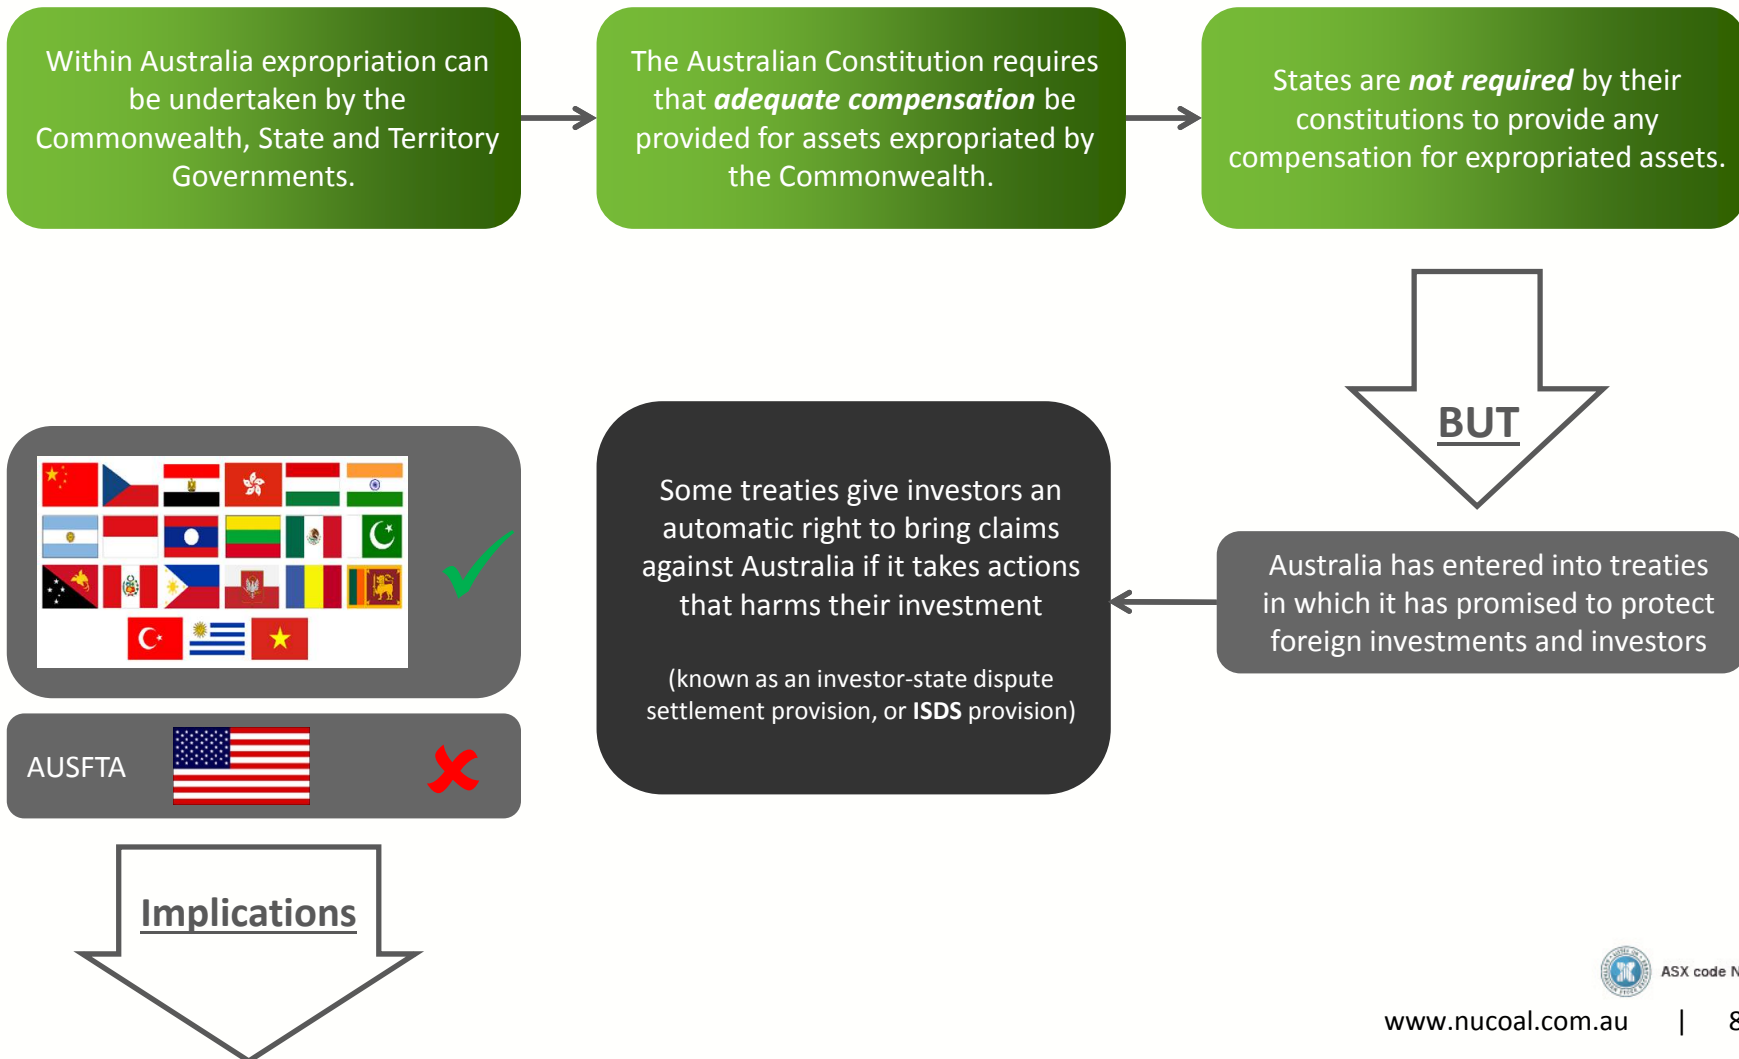 Within Australia expropriation can
be undertaken by the
Commonwealth, State and Territory
Governments.
The Australian Constitution requires
that adequate compensation be
provided for assets expropriated by
the Commonwealth.
States are not required by their
constitutions to provide any
compensation for expropriated assets.
BUT
Australia has entered into treaties
in which it has promised to protect
foreign investments and investors
Some treaties give investors an
automatic right to bring claims
against Australia if it takes actions
that harms their investment
(known as an investor-state dispute
settlement provision, or ISDS provision)
AUSFTA
Implications
ASX code N
www.nucoal.com.au | 8